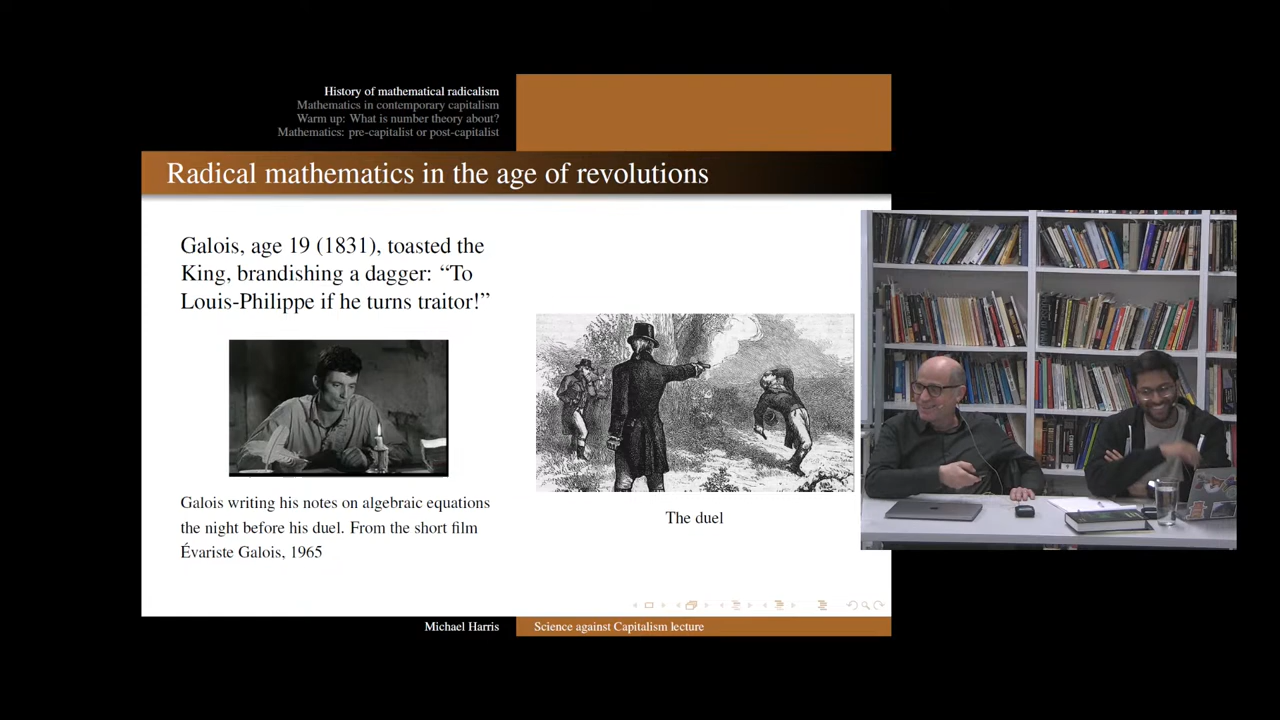 History of mathematical radicalism
Mathematics in contemporary capitalism
Warm up: What is number theory about?
Mathematics: pre-capitalist or post-capitalist
Radical mathematics in the age of revolutions
Galois, age 19 (1831), toasted the
King, brandishing a dagger: “To
Louis-Philippe if he turns traitor!”
Galois writing his notes on algebraic equations
the night before his duel. From the short film
Évariste Galois, 1965
The duel
Michael Harris
Science against Capitalism lecture